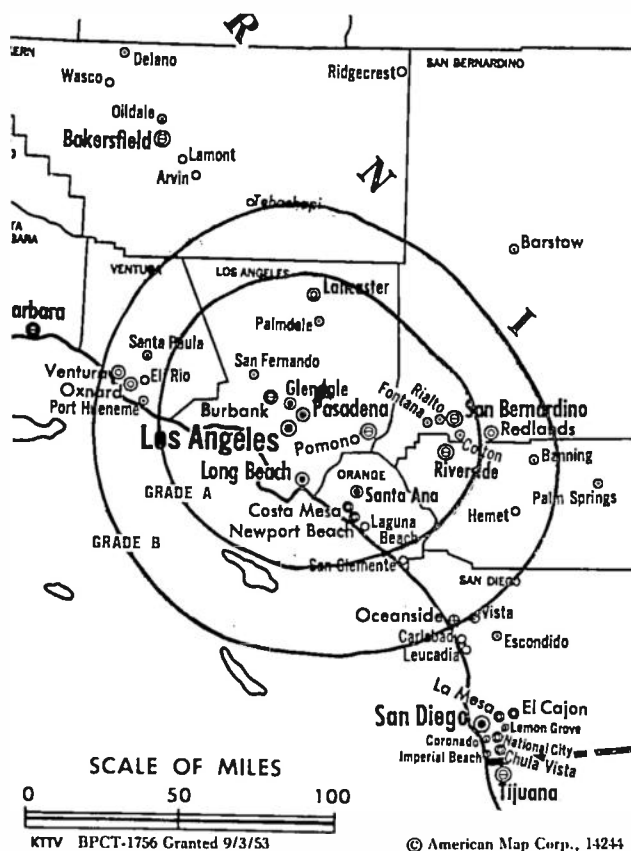 R
ERN
Delano
Wasco
Ridgecrest
SAN BERNARDINO
Oildale
Bakersfield
Lamont
Arvin
N
Tehachapi
TA
BARA
Barstow
VENTURA
LOS ANGELES
Lancaster
I
arbara
Palmdale
Santa Paula
San Fernando
Ventura
El Rio
Oxnard
Port Hueneme
Glendale
Burbank
Pasadena
Rialto
Fontana
San Bernardino
Redlands
Los Angeles
Pomono
Colton
Banning
Riverside
Long Beach
ORANGE
Palm Springs
GRADE A
Santa Ana
Costa Mesa
Hemet
Newport Beach
Laguna
Beach
GRADE B
San Clemente
SAN DIEGO
Oceanside
Vista
Carlsbad
Escondido
Leucadia
La Mesa
El Cajon
San Diego
Lemon Grove
Coronado
National City
Imperial Beach
Chula Vista
Tijuana
SCALE OF MILES
0 50 100
KTTV BPCT-1756 Granted 9/3/53
© American Map Corp., 14244